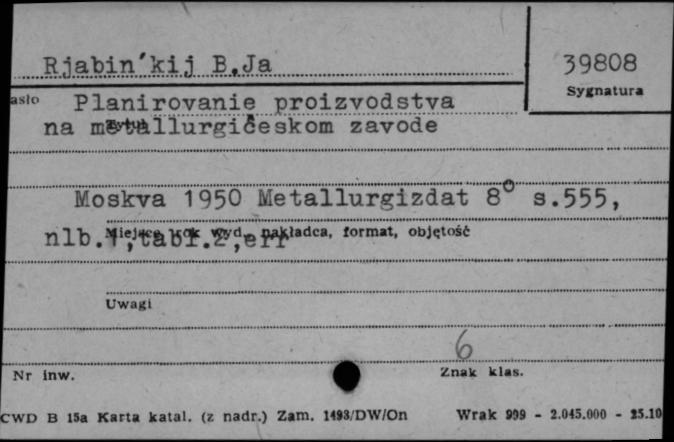 Rjabin´kij B.Ja
39808
Sygnatura
asło Planirovanie proizvodstva
na metallurgičeskom zavode
Moskva 1950 Metallurgizdat 8° s.555,
nlb.1,tabl.2,err
Miejsce rok wyd., nakładca, format, objętość
Uwagi
6
Nr inw.
Znak klas.
CWD B 15a Karta katal. (z nadr.) Zam. 1493/DW/On Wrak 999 - 2.045.000 - 25.10